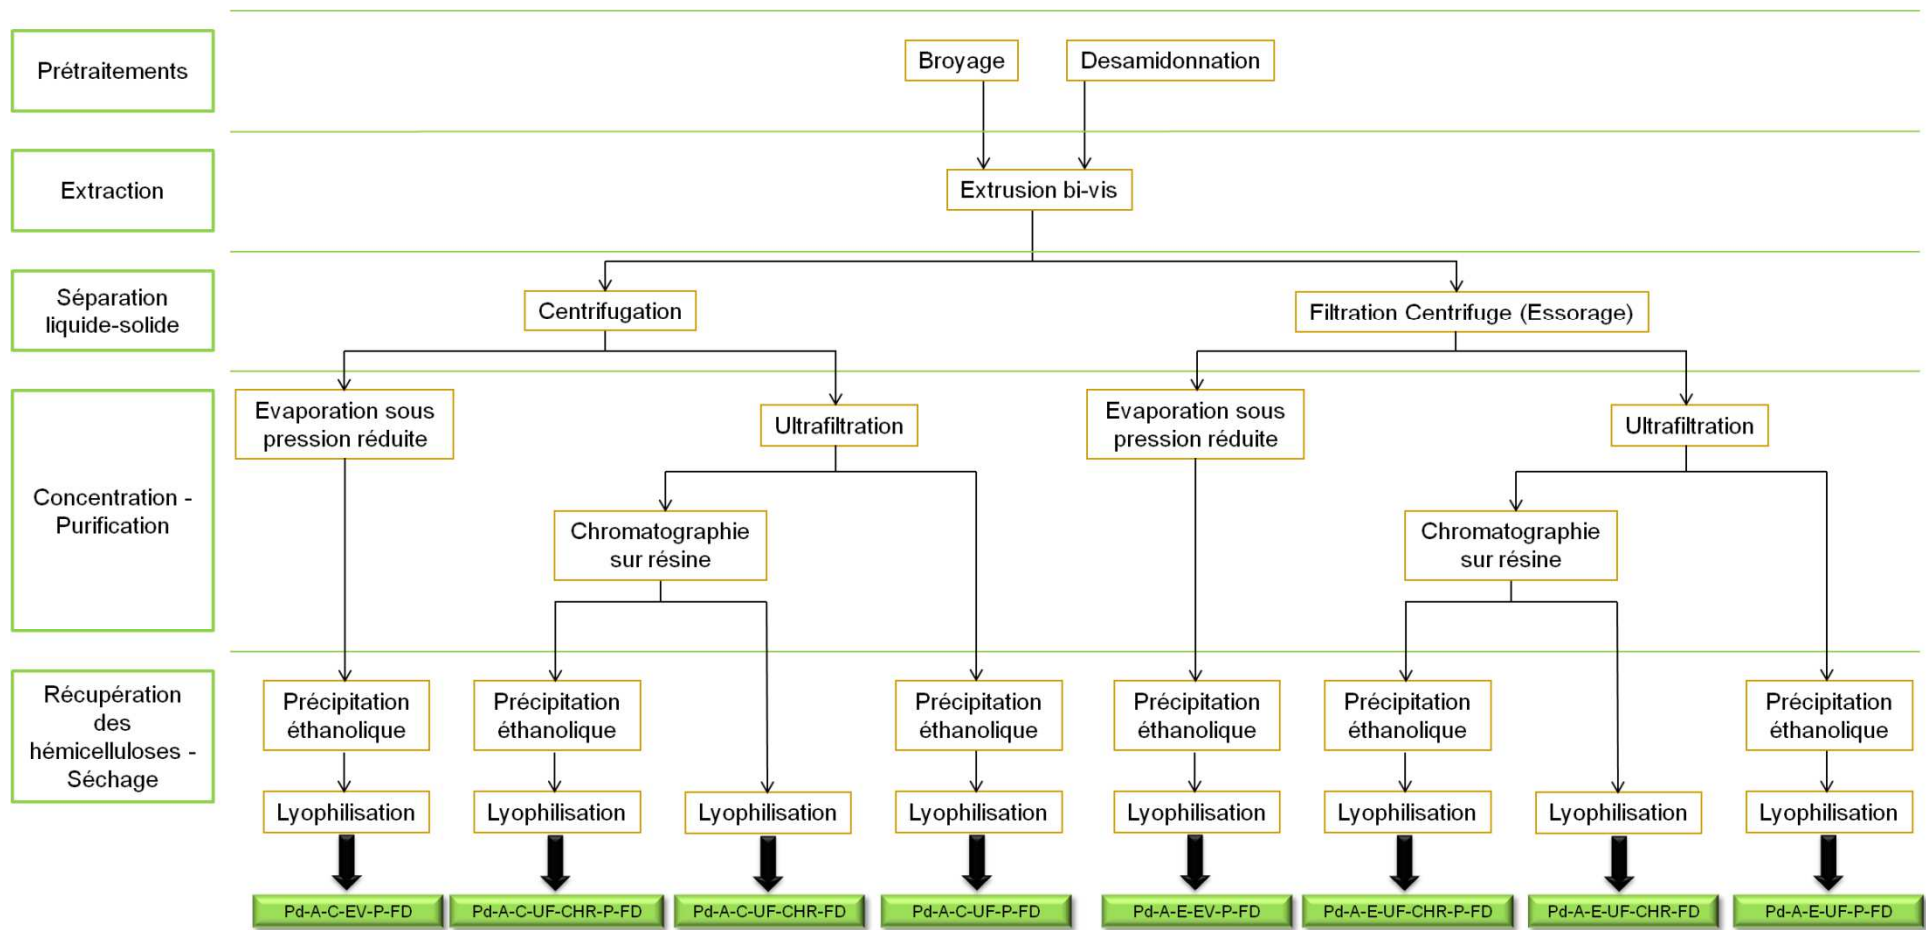 Prétraitements
Broyage
Desamidonnation
Extraction
Extrusion bi-vis
Séparation
liquide-solide
Centrifugation
Filtration Centrifuge (Essorage)
Concentration -
Purification
Evaporation sous
pression réduite
Ultrafiltration
Evaporation sous
pression réduite
Ultrafiltration
Chromatographie
sur résine
Chromatographie
sur résine
Récupération
des
hémicelluloses -
Séchage
Précipitation
éthanolique
Précipitation
éthanolique
Précipitation
éthanolique
Précipitation
éthanolique
Précipitation
éthanolique
Précipitation
éthanolique
Lyophilisation
Lyophilisation
Lyophilisation
Lyophilisation
Lyophilisation
Lyophilisation
Lyophilisation
Lyophilisation
Pd-A-C-EV-P-FD
Pd-A-C-UF-CHR-P-FD
Pd-A-C-UF-CHR-FD
Pd-A-C-UF-P-FD
Pd-A-E-EV-P-FD
Pd-A-E-UF-CHR-P-FD
Pd-A-E-UF-CHR-FD
Pd-A-E-UF-P-FD